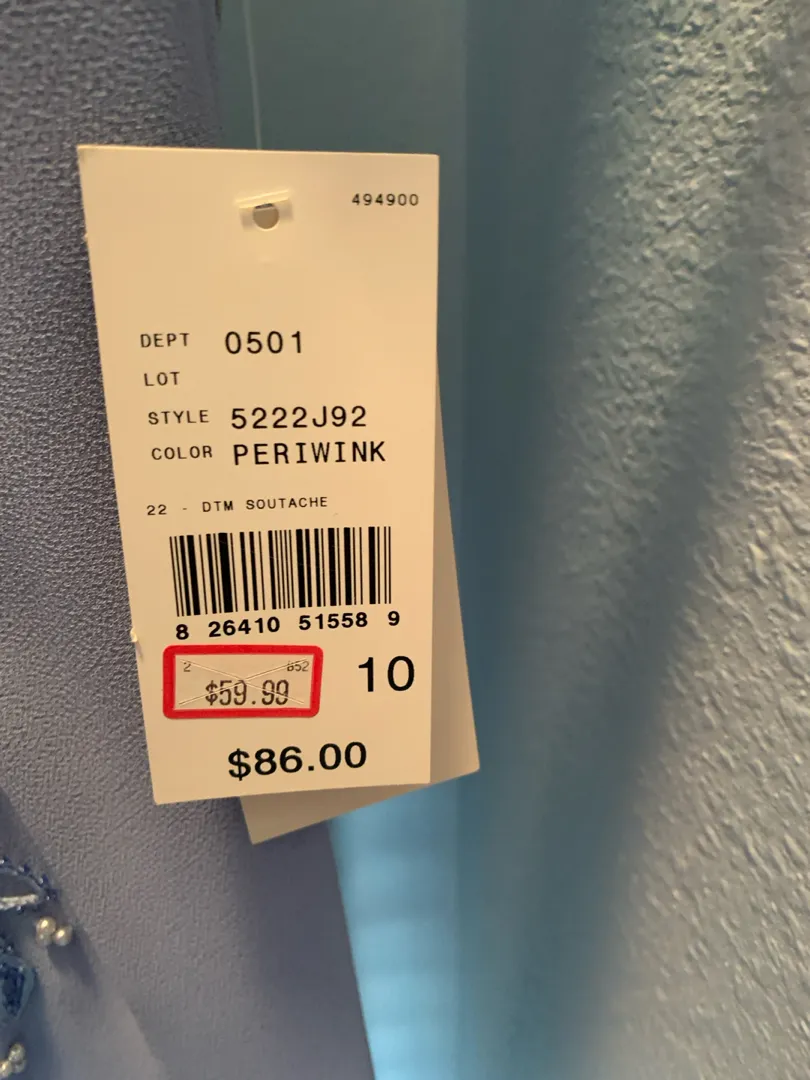 494900
DEPT 0501
LOT
STYLE 5222J92
COLOR PERIWINK
22 - DTM SOUTACHE
8 26410 51558 9
2 652
$59.99
10
$86.00